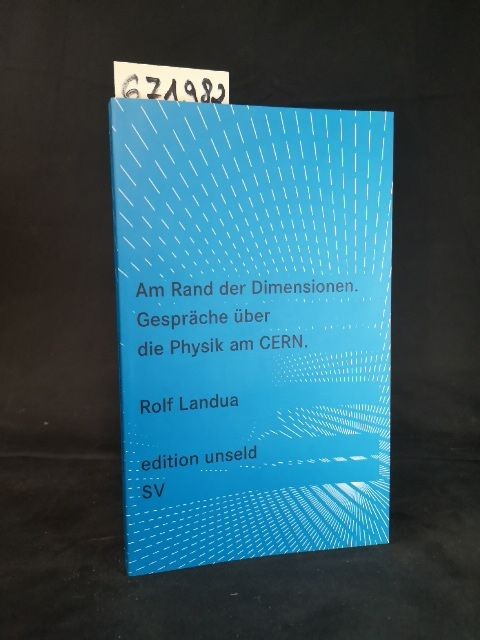 671982
Am Rand der Dimensionen.
Gespräche über
die Physik am CERN.
Rolf Landua
edition unseld
SV